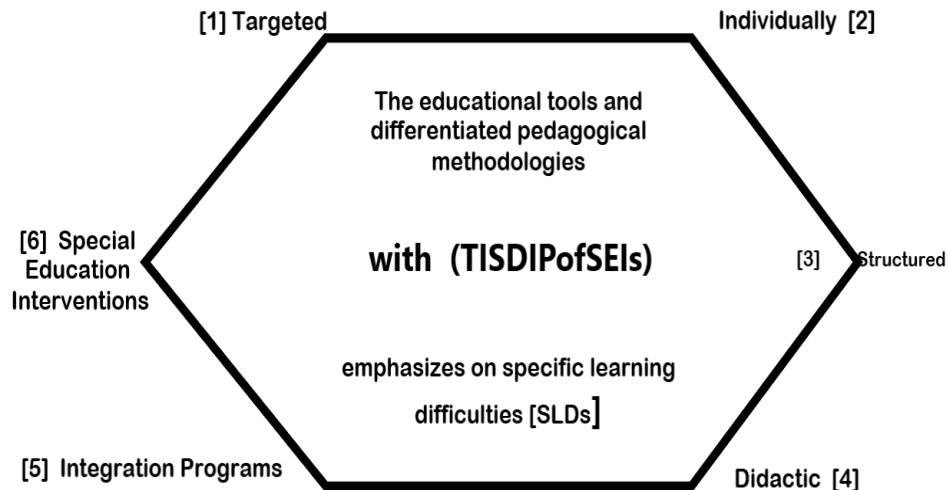 [1] Targeted
Individually [2]
The educational tools and
differentiated pedagogical
methodologies
[6] Special
Education
Interventions
with (TISDIPofSEIs)
[3] Structured
emphasizes on specific learning
difficulties [SLDs]
[5] Integration Programs
Didactic [4]